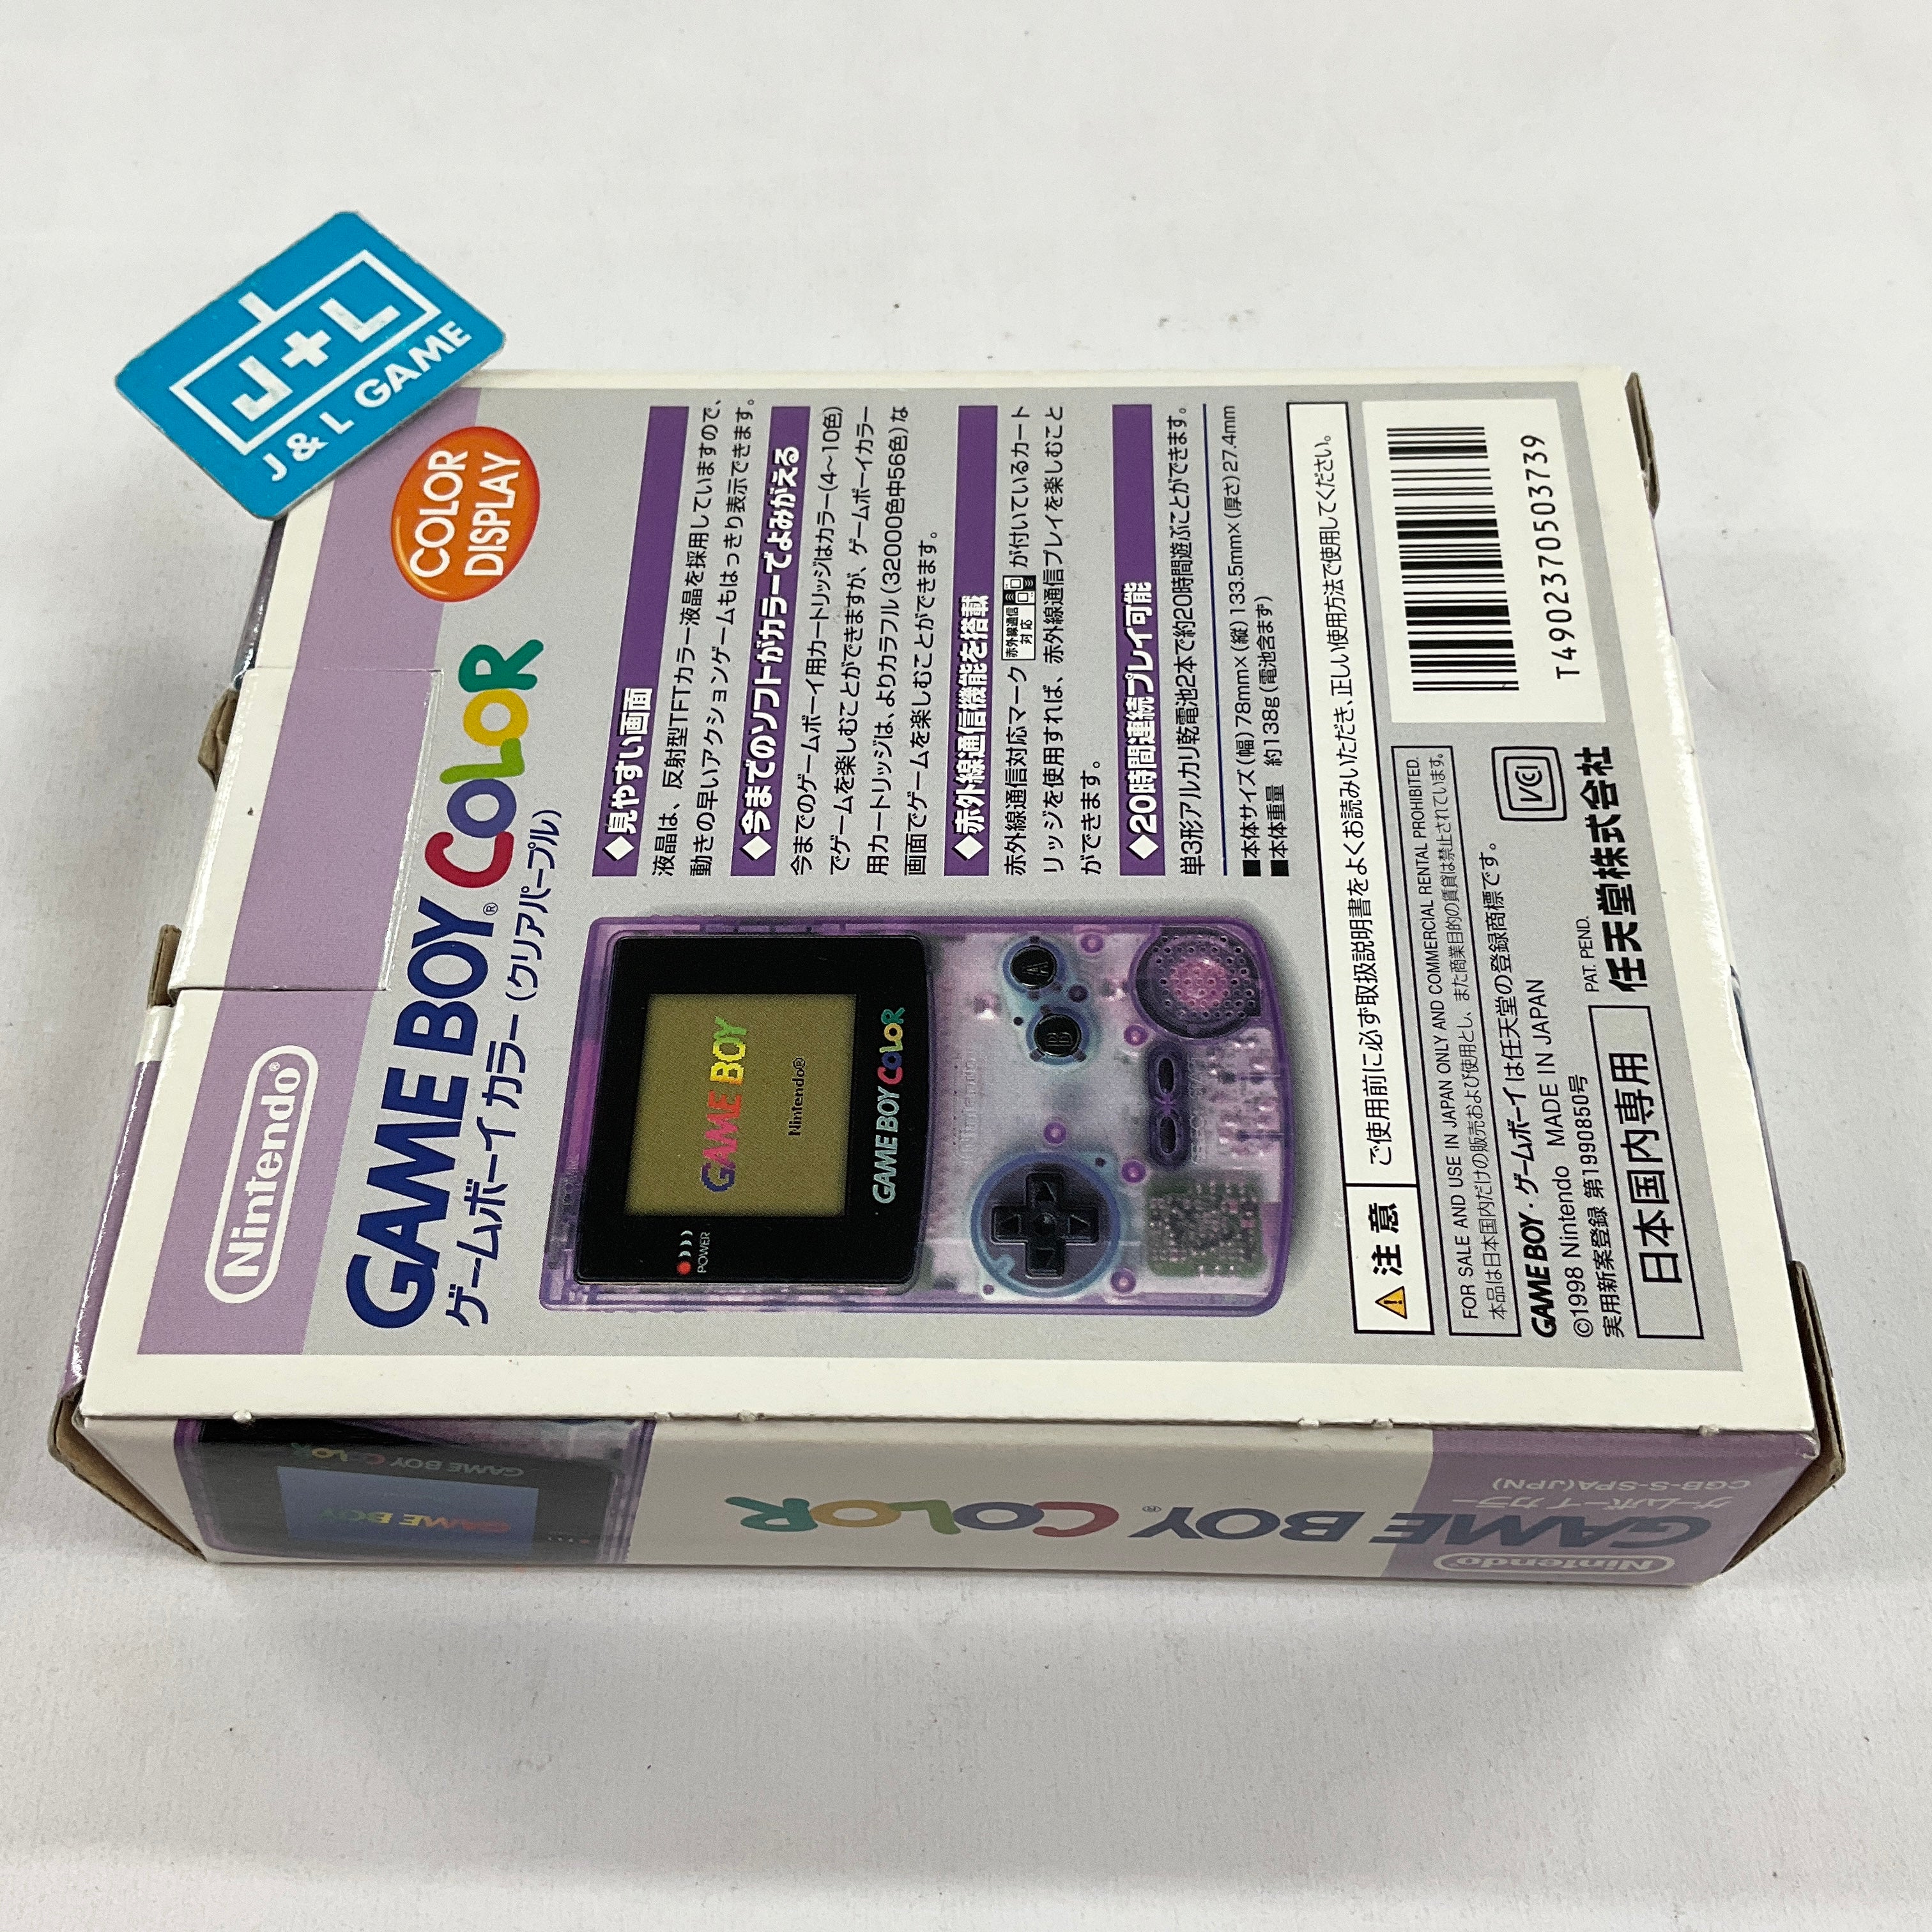 J+L
J & L GAME
Nintendo®
COLOR
DISPLAY
GAME BOY® COLOR
ゲームボーイ カラー (クリアパープル)
POWER
GAME BOY
Nintendo®
GAME BOY COLOR
Nintendo
A
B
◆見やすい画面
液晶は、反射型TFTカラー液晶を採用していますので、
動きの早いアクションゲームもはっきり表示できます。
◆今までのソフトがカラーでよみがえる
今までのゲームボーイ用カートリッジはカラー(4〜10色)
でゲームを楽しむことができますが、ゲームボーイカラー
用カートリッジは、よりカラフル(32000色中56色)な
画面でゲームを楽しむことができます。
◆赤外線通信機能を搭載
赤外線通信対応マーク 赤外線通信 対応 が付いているカート
リッジを使用すれば、赤外線通信プレイを楽しむこと
ができます。
◆20時間連続プレイ可能
単3形アルカリ乾電池2本で約20時間遊ぶことができます。
■本体サイズ(幅)78mm×(縦)133.5mm×(厚さ)27.4mm
■本体重量 約138g(電池含まず)
注意 ご使用前に必ず取扱説明書をよくお読みいただき、正しい使用方法で使用してください。
FOR SALE AND USE IN JAPAN ONLY AND COMMERCIAL RENTAL PROHIBITED.
本品は日本国内だけの販売および使用とし、また商業目的の賃貸は禁止されています。
GAME BOY・ゲームボーイ は任天堂の登録商標です。
©1998 Nintendo MADE IN JAPAN
実用新案登録 第1990850号
PAT. PEND.
日本国内専用
任天堂株式会社
VCI
T4902370503739
GAME BOY COLOR
GAME BOY
Nintendo®
GAME BOY® COLOR
ゲームボーイ カラー
CGB-S-SPA(JPN)